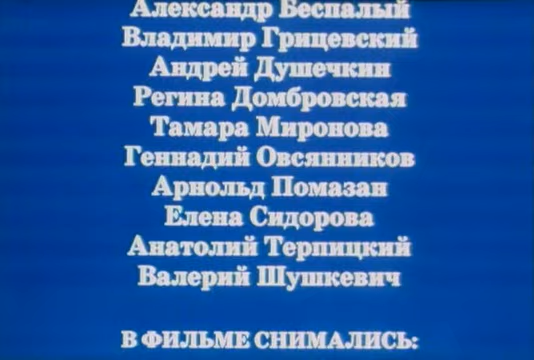 Александр Беспалый
Владимир Грицевский
Андрей Душечкин
Регина Домбровская
Тамара Миронова
Геннадий Овсянников
Арнольд Помазан
Елена Сидорова
Анатолий Терпицкий
Валерий Шушкевич
В ФИЛЬМЕ СНИМАЛИСЬ: